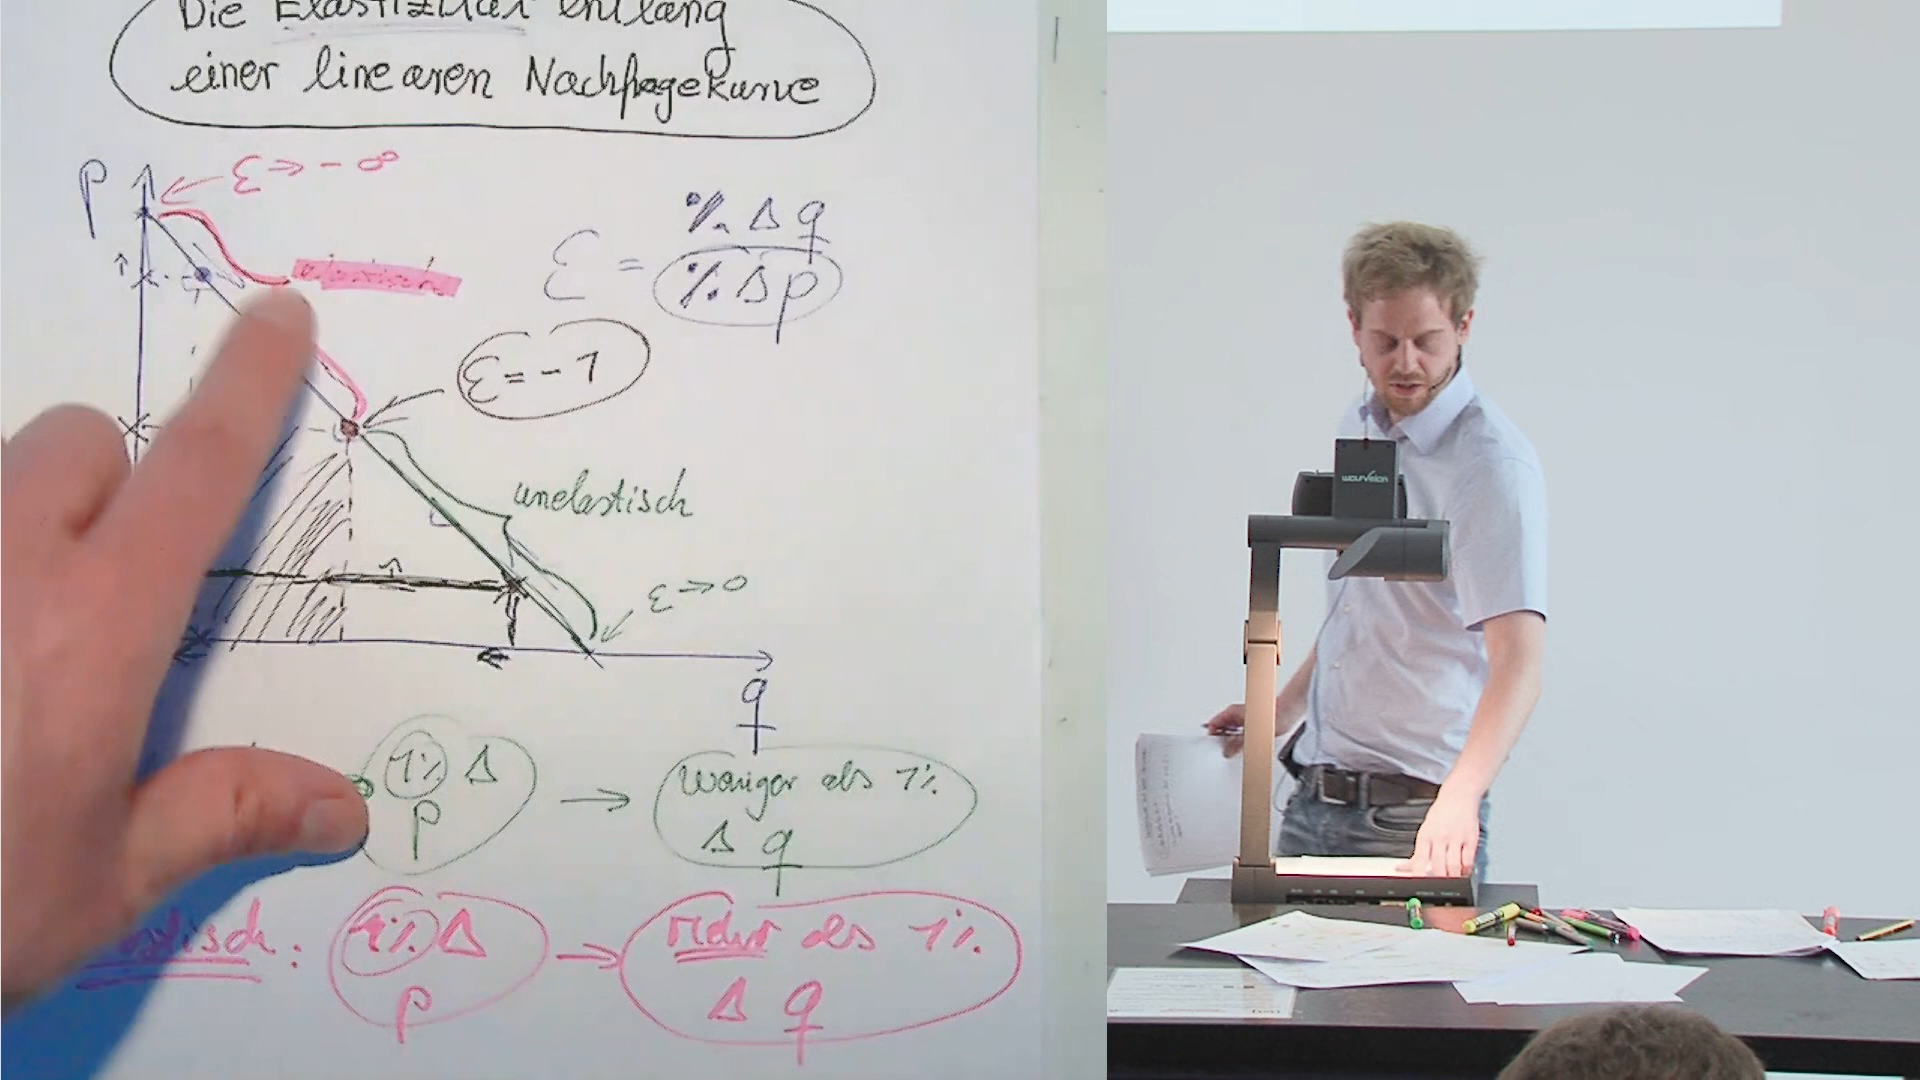 Die Elastizität entlang
einer linearen Nachfragekurve
p
ε → - ∞
elastisch
ε = % Δ q
% Δ p
ε = - 1
unelastisch
ε → 0
q
1% Δ
p
→
weniger als 1%
Δ q
1% Δ
p
→
mehr als 1%
Δ q
wolfvision